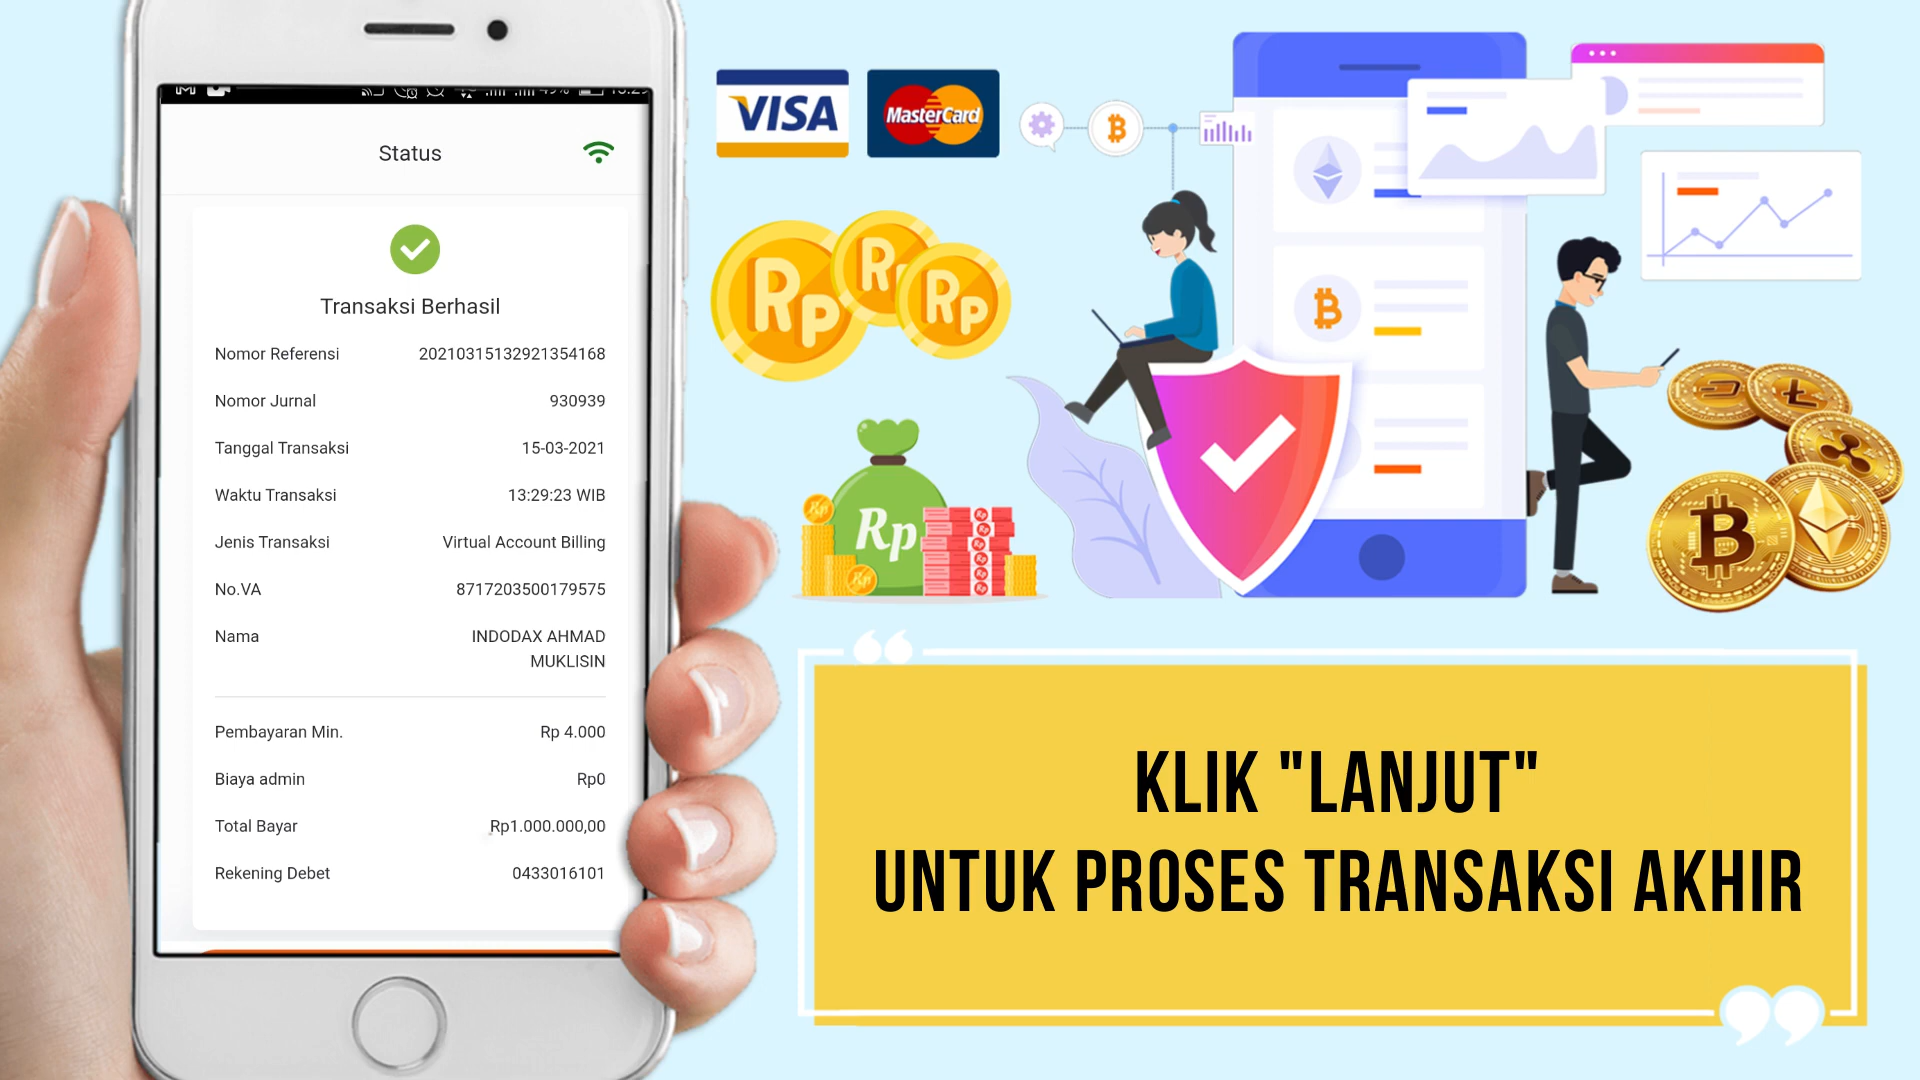 Status
Transaksi Berhasil
Nomor Referensi 20210315132921354168
Nomor Jurnal 930939
Tanggal Transaksi 15-03-2021
Waktu Transaksi 13:29:23 WIB
Jenis Transaksi Virtual Account Billing
No.VA 8717203500179575
Nama INDODAX AHMAD
MUKLISIN
Pembayaran Min. Rp 4.000
Biaya admin Rp0
Total Bayar Rp1.000.000,00
Rekening Debet 0433016101
VISA
MasterCard
Rp
Rp
Rp
Rp
KLIK "LANJUT"
UNTUK PROSES TRANSAKSI AKHIR